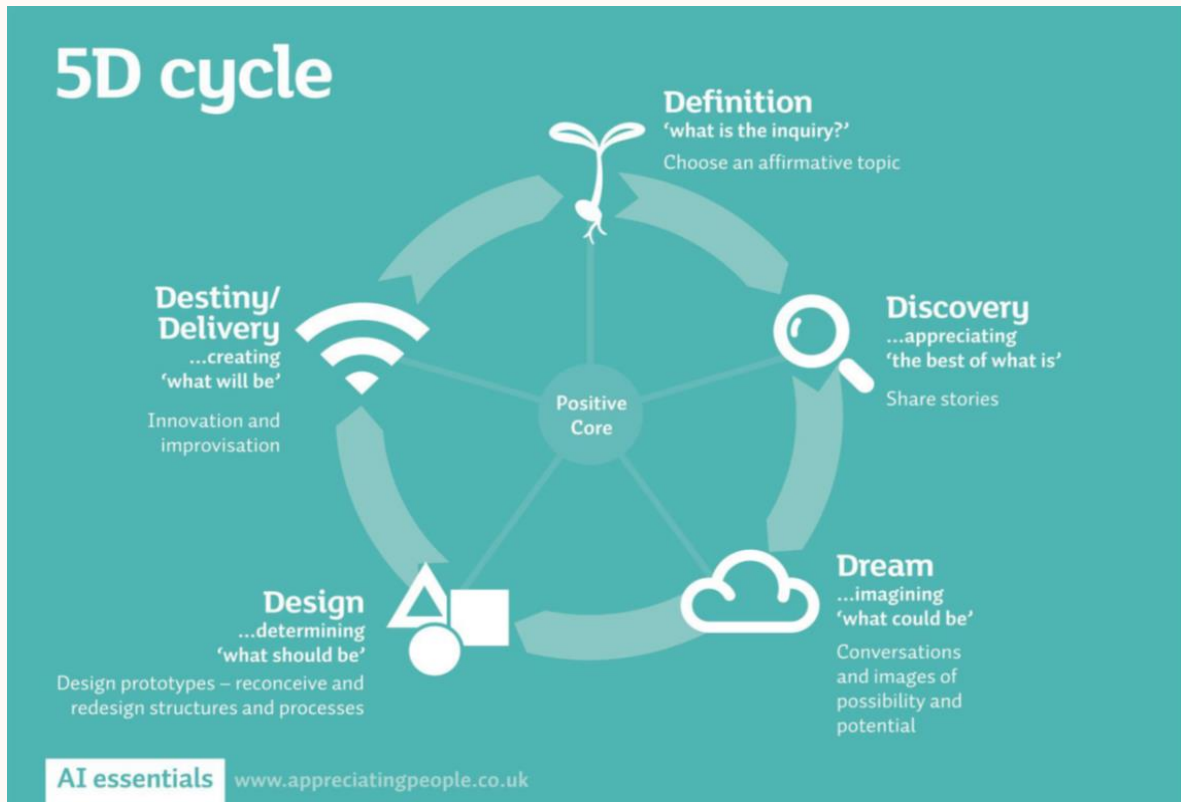 5D cycle
Definition
‘what is the inquiry?’
Choose an affirmative topic
Discovery
...appreciating
‘the best of what is’
Share stories
Dream
...imagining
‘what could be’
Conversations
and images of
possibility and
potential
Design
...determining
‘what should be’
Design prototypes – reconceive and
redesign structures and processes
Destiny/
Delivery
...creating
‘what will be’
Innovation and
improvisation
Positive
Core
AI essentials www.appreciatingpeople.co.uk